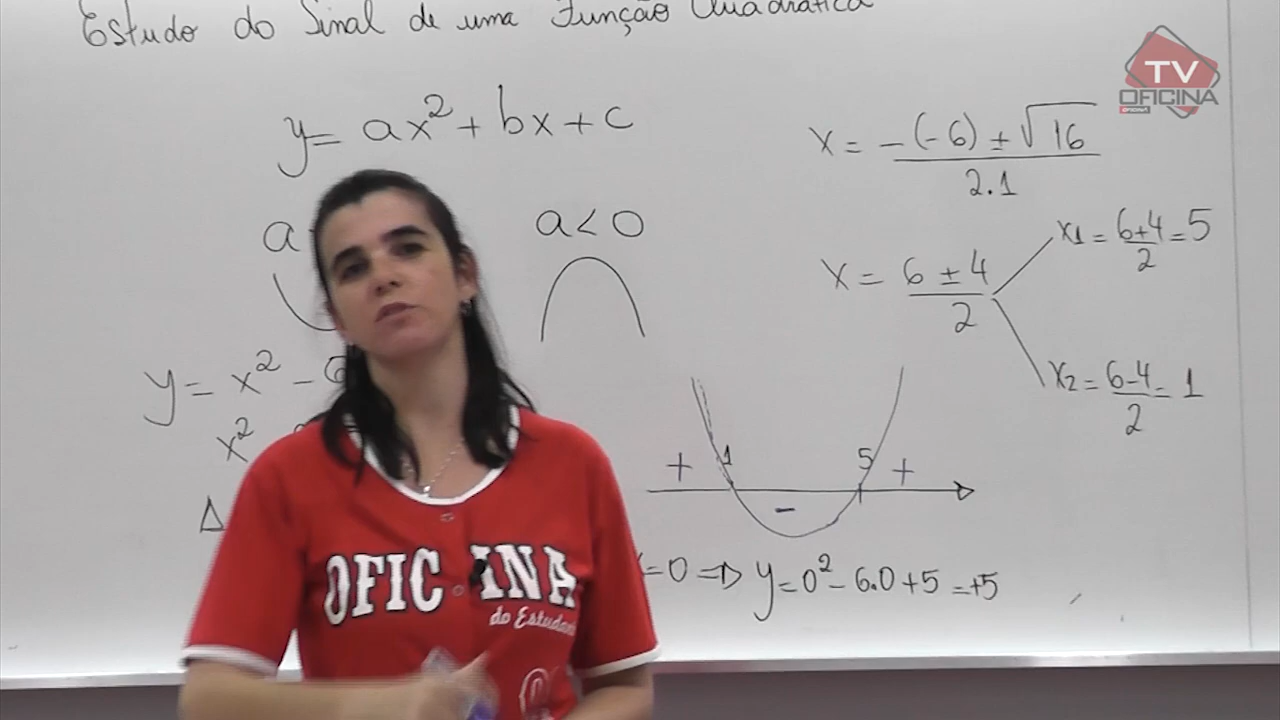 Estudo do Sinal de uma Função Quadrática
TV
OFICINA
y = ax² + bx + c
x = -(-6) ± √16
2.1
a
a < 0
x1 = 6+4 = 5
2
x = 6 ± 4
2
y = x² - 6
x2 = 6-4 = 1
2
x²
+ 1 5 +
-
Δ
=0 ⇒ y = 0² - 6.0 + 5 = +5
OFICINA
do Estudan